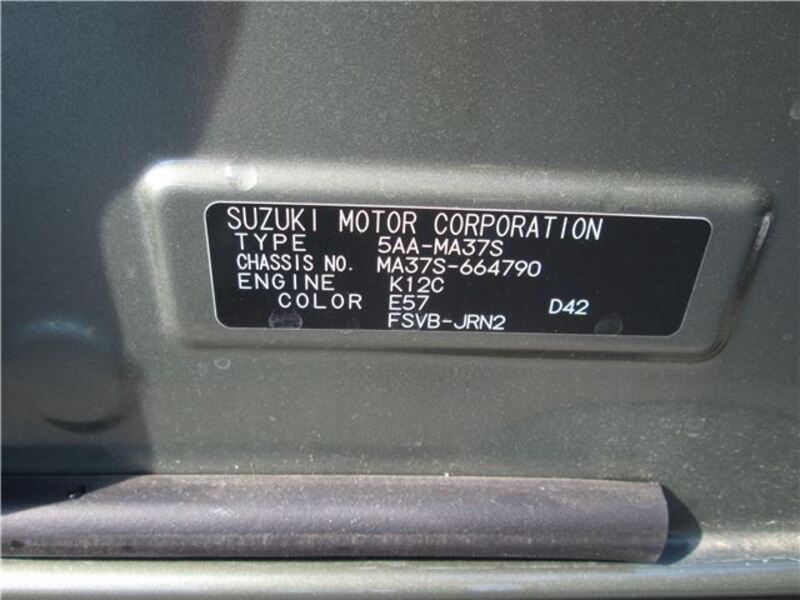 SUZUKI MOTOR CORPORATION
TYPE 5AA-MA37S
CHASSIS NO. MA37S-664790
ENGINE K12C
COLOR E57 D42
FSVB-JRN2